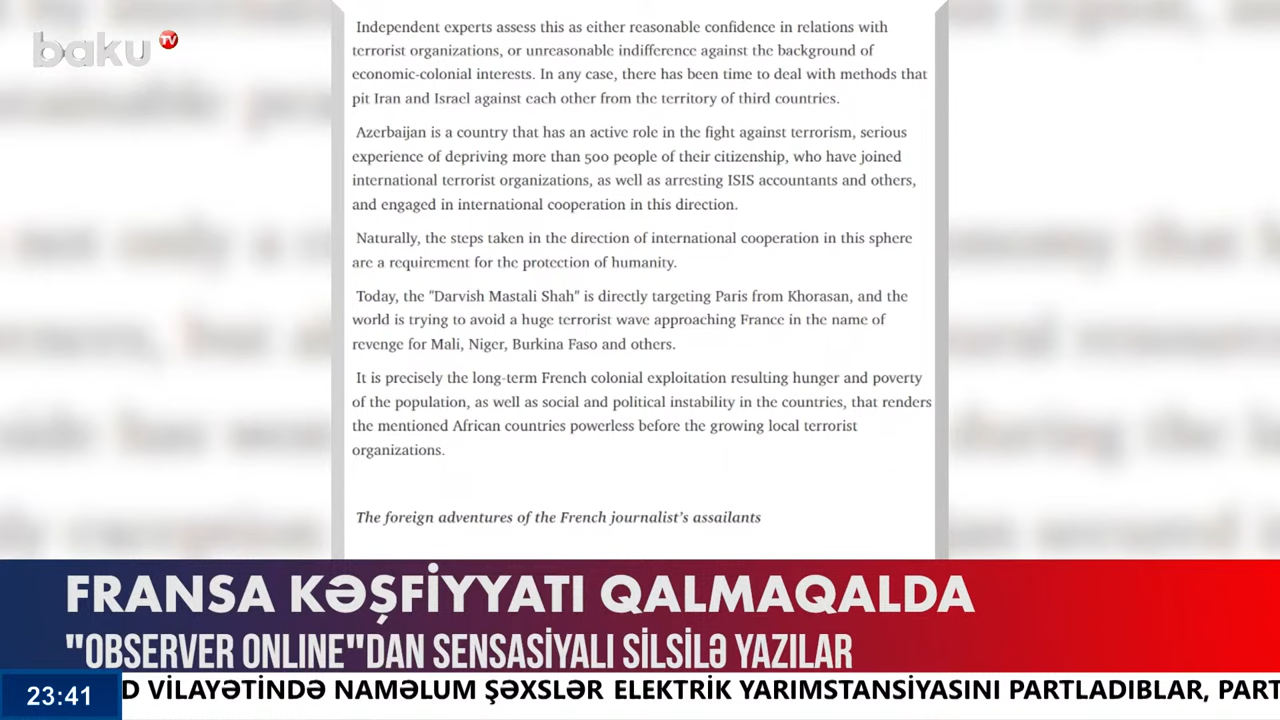 baku TV
Independent experts assess this as either reasonable confidence in relations with
terrorist organizations, or unreasonable indifference against the background of
economic-colonial interests. In any case, there has been time to deal with methods that
pit Iran and Israel against each other from the territory of third countries.
Azerbaijan is a country that has an active role in the fight against terrorism, serious
experience of depriving more than 500 people of their citizenship, who have joined
international terrorist organizations, as well as arresting ISIS accountants and others,
and engaged in international cooperation in this direction.
Naturally, the steps taken in the direction of international cooperation in this sphere
are a requirement for the protection of humanity.
Today, the "Darvish Mastali Shah" is directly targeting Paris from Khorasan, and the
world is trying to avoid a huge terrorist wave approaching France in the name of
revenge for Mali, Niger, Burkina Faso and others.
It is precisely the long-term French colonial exploitation resulting hunger and poverty
of the population, as well as social and political instability in the countries, that renders
the mentioned African countries powerless before the growing local terrorist
organizations.
The foreign adventures of the French journalist's assailants
FRANSA KƏŞFİYYATI QALMAQALDA
"OBSERVER ONLINE"DAN SENSASİYALI SİLSİLƏ YAZILAR
23:41
D VİLAYƏTİNDƏ NAMƏLUM ŞƏXSLƏR ELEKTRİK YARIMSTANSİYASINI PARTLADIBLAR, PART